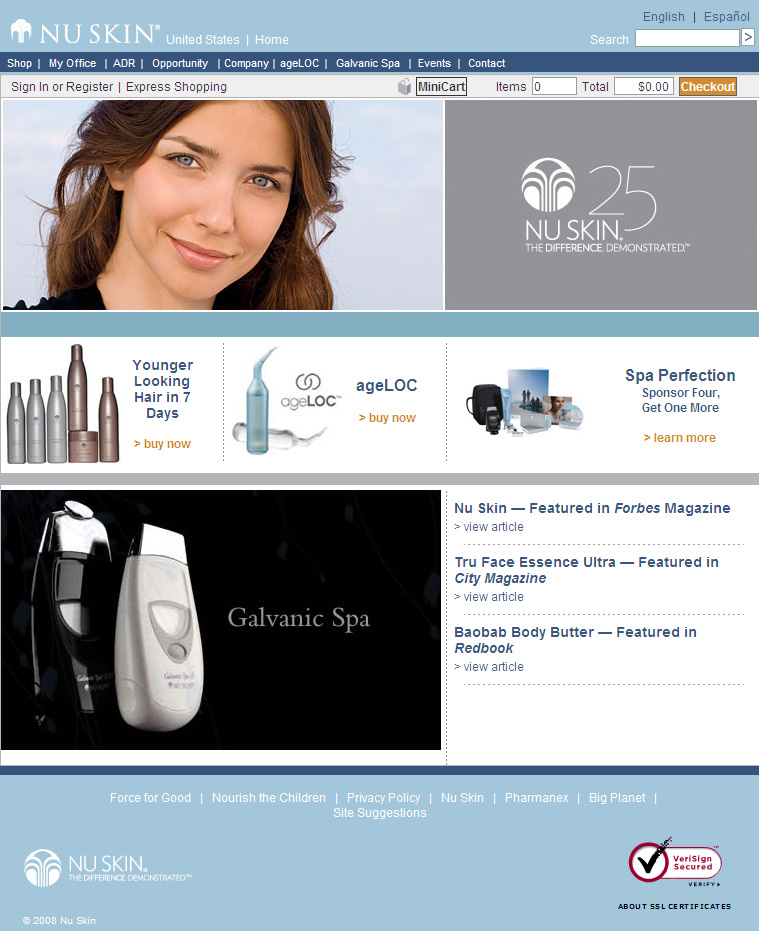 English | Español
NU SKIN® United States | Home
Search >
Shop | My Office | ADR | Opportunity | Company | ageLOC | Galvanic Spa | Events | Contact
Sign In or Register | Express Shopping MiniCart Items 0 Total $0.00 Checkout
25
NU SKIN®
THE DIFFERENCE. DEMONSTRATED.™
Younger
Looking
Hair in 7
Days
> buy now
ageLOC™
ageLOC
> buy now
Spa Perfection
Sponsor Four,
Get One More
> learn more
Galvanic Spa
Nu Skin — Featured in Forbes Magazine
> view article
Tru Face Essence Ultra — Featured in
City Magazine
> view article
Baobab Body Butter — Featured in
Redbook
> view article
Force for Good | Nourish the Children | Privacy Policy | Nu Skin | Pharmanex | Big Planet |
Site Suggestions
NU SKIN®
THE DIFFERENCE. DEMONSTRATED.™
VeriSign™
Secured
VERIFY
ABOUT SSL CERTIFICATES
© 2008 Nu Skin